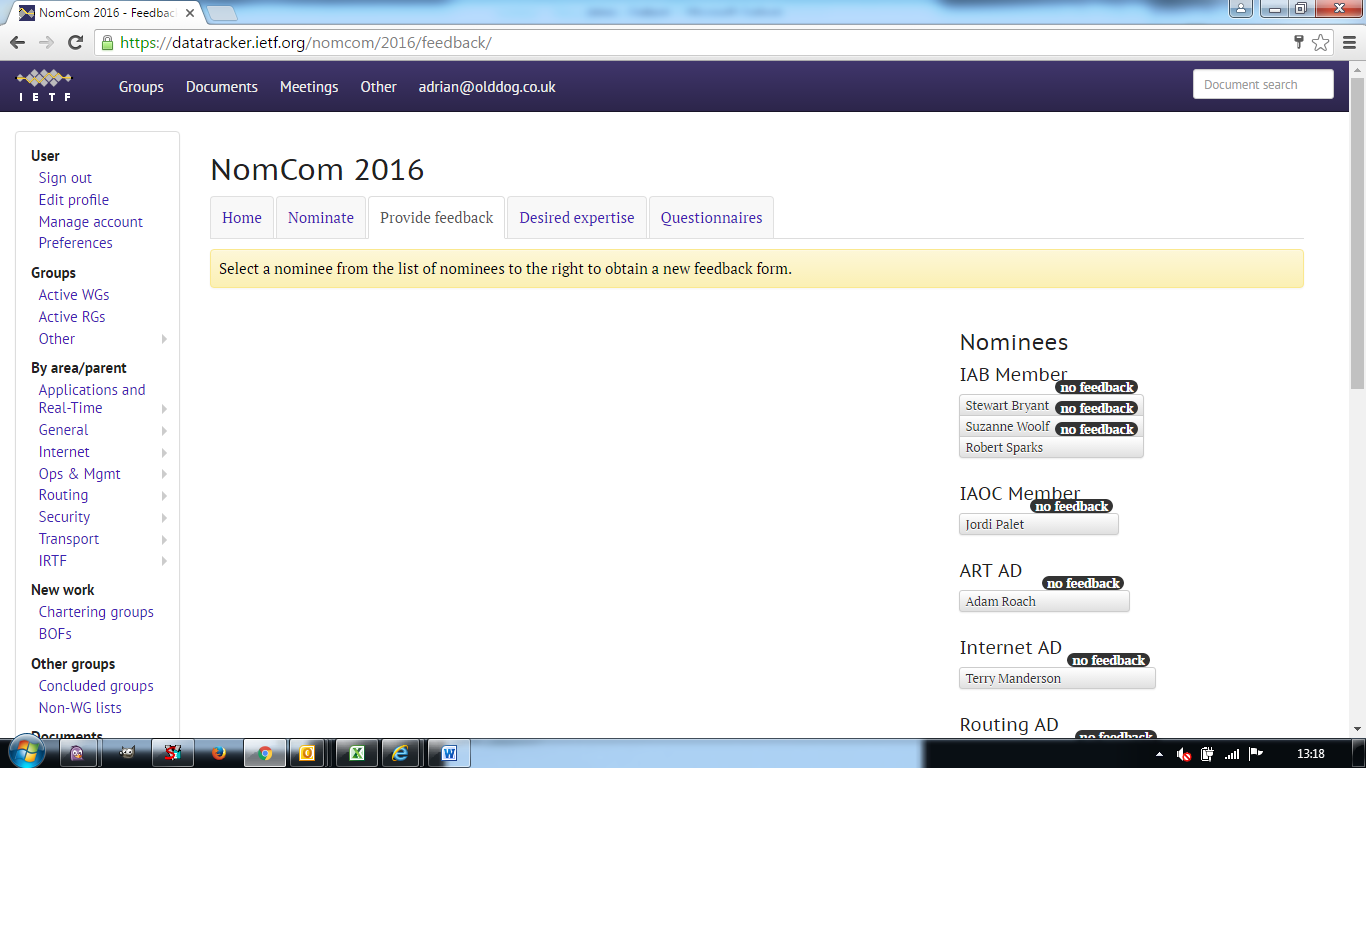 NomCom 2016 - Feedbac
https://datatracker.ietf.org/nomcom/2016/feedback/
I E T F
Groups Documents Meetings Other adrian@olddog.co.uk
Document search
User
Sign out
Edit profile
Manage account
Preferences
Groups
Active WGs
Active RGs
Other
By area/parent
Applications and
Real-Time
General
Internet
Ops & Mgmt
Routing
Security
Transport
IRTF
New work
Chartering groups
BOFs
Other groups
Concluded groups
Non-WG lists
Documents
NomCom 2016
Home Nominate Provide feedback Desired expertise Questionnaires
Select a nominee from the list of nominees to the right to obtain a new feedback form.
Nominees
IAB Member
no feedback
Stewart Bryant no feedback
Suzanne Woolf no feedback
Robert Sparks
IAOC Member
no feedback
Jordi Palet
ART AD
no feedback
Adam Roach
Internet AD
no feedback
Terry Manderson
Routing AD
no feedback
13:18